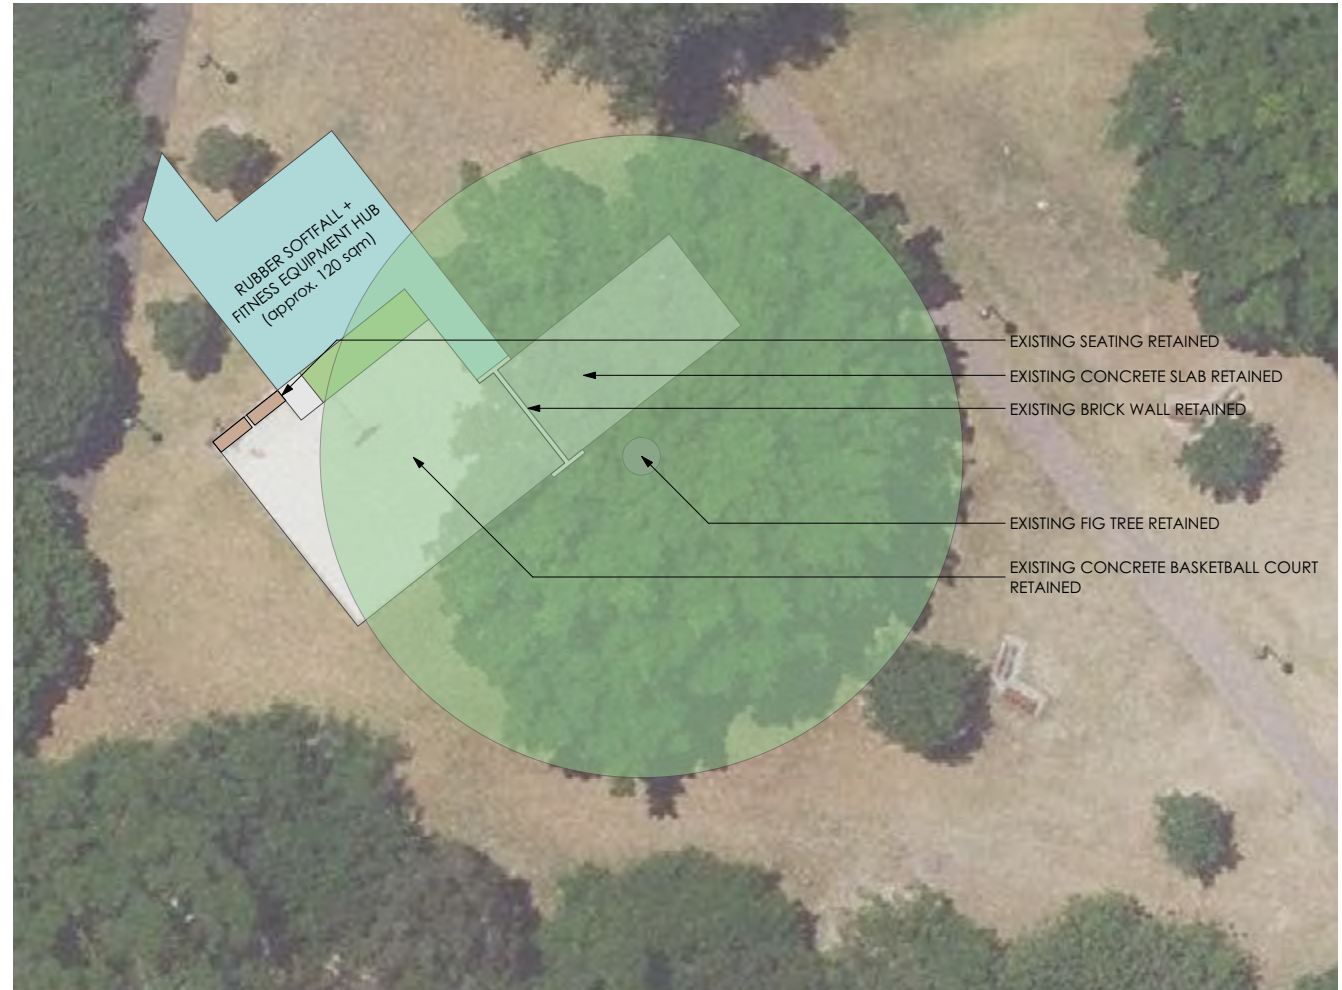 RUBBER SOFTFALL +
FITNESS EQUIPMENT HUB
(approx. 120 sqm)
EXISTING SEATING RETAINED
EXISTING CONCRETE SLAB RETAINED
EXISTING BRICK WALL RETAINED
EXISTING FIG TREE RETAINED
EXISTING CONCRETE BASKETBALL COURT
RETAINED